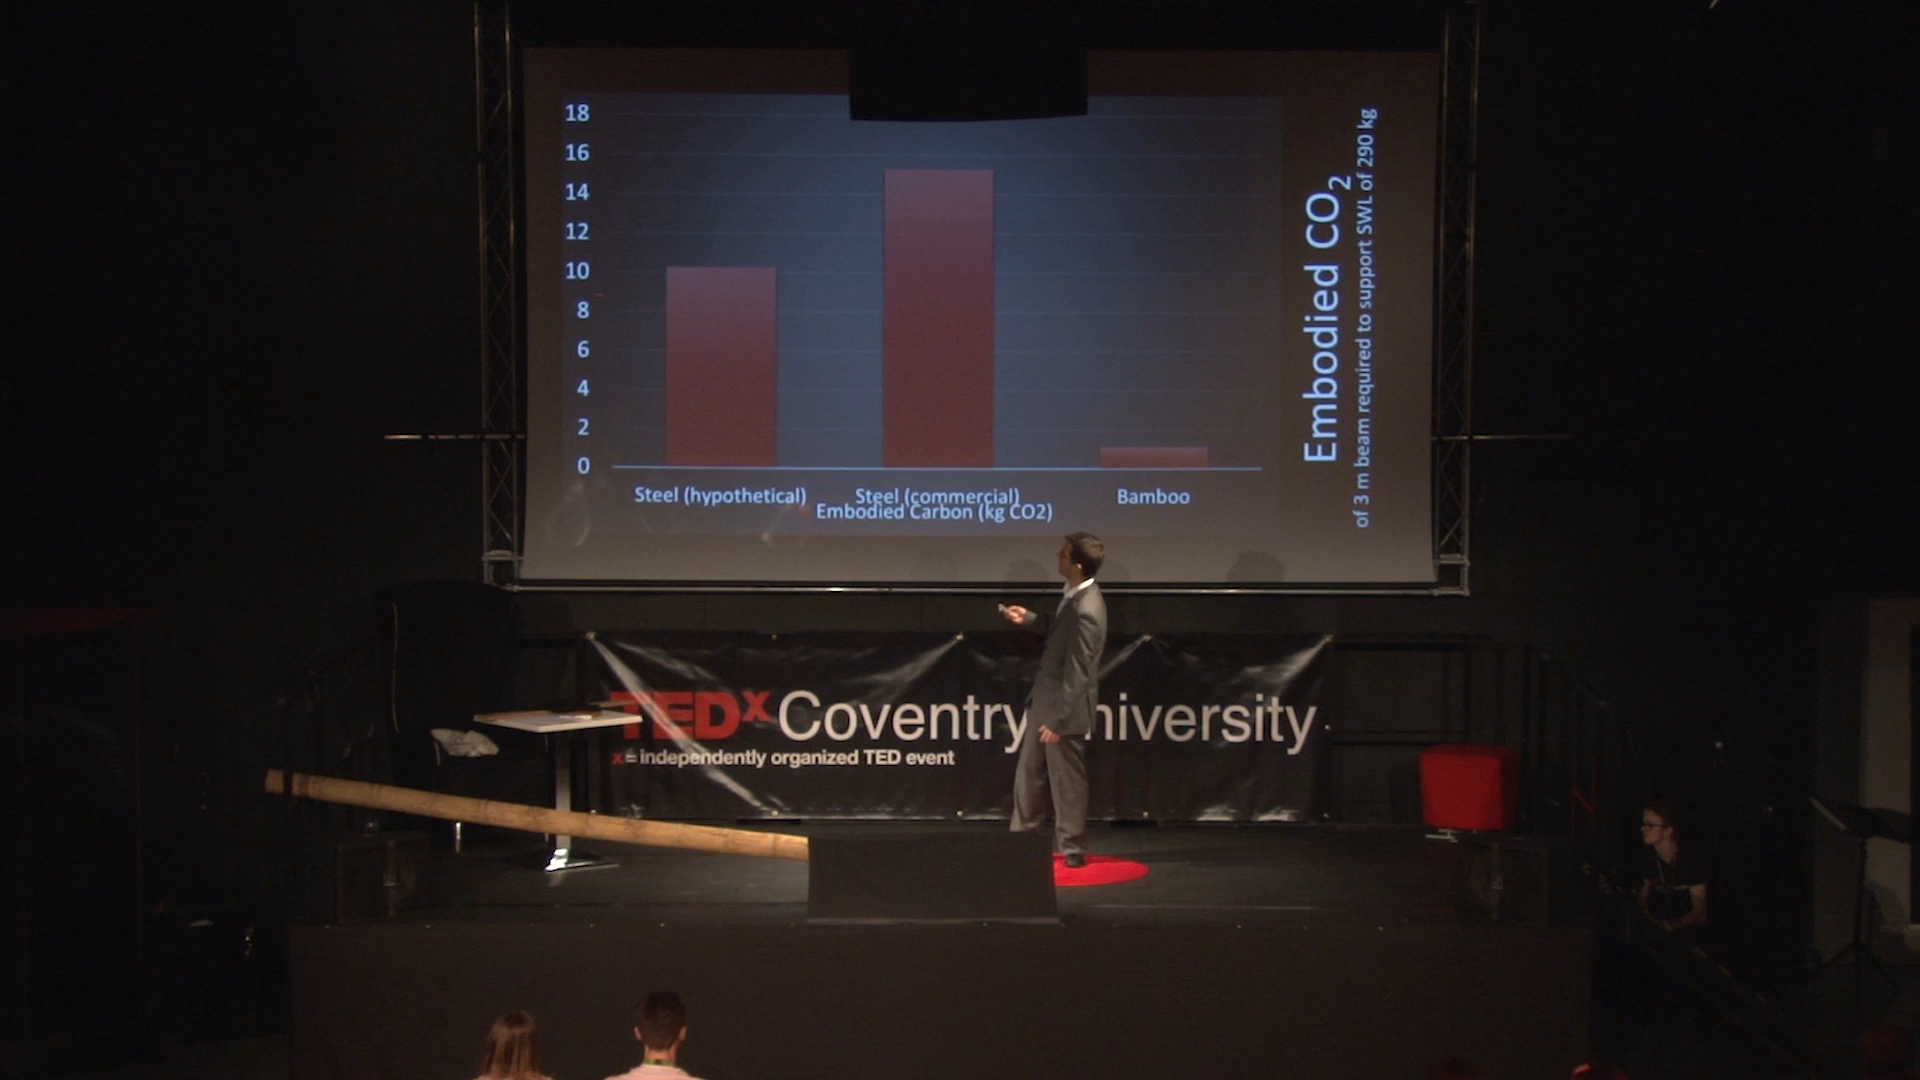 18
16
14
12
10
8
6
4
2
0
Steel (hypothetical)
Steel (commercial)
Bamboo
Embodied Carbon (kg CO2)
Embodied CO2
of 3 m beam required to support SWL of 290 kg
TEDx Coventry niversity
x = independently organized TED event